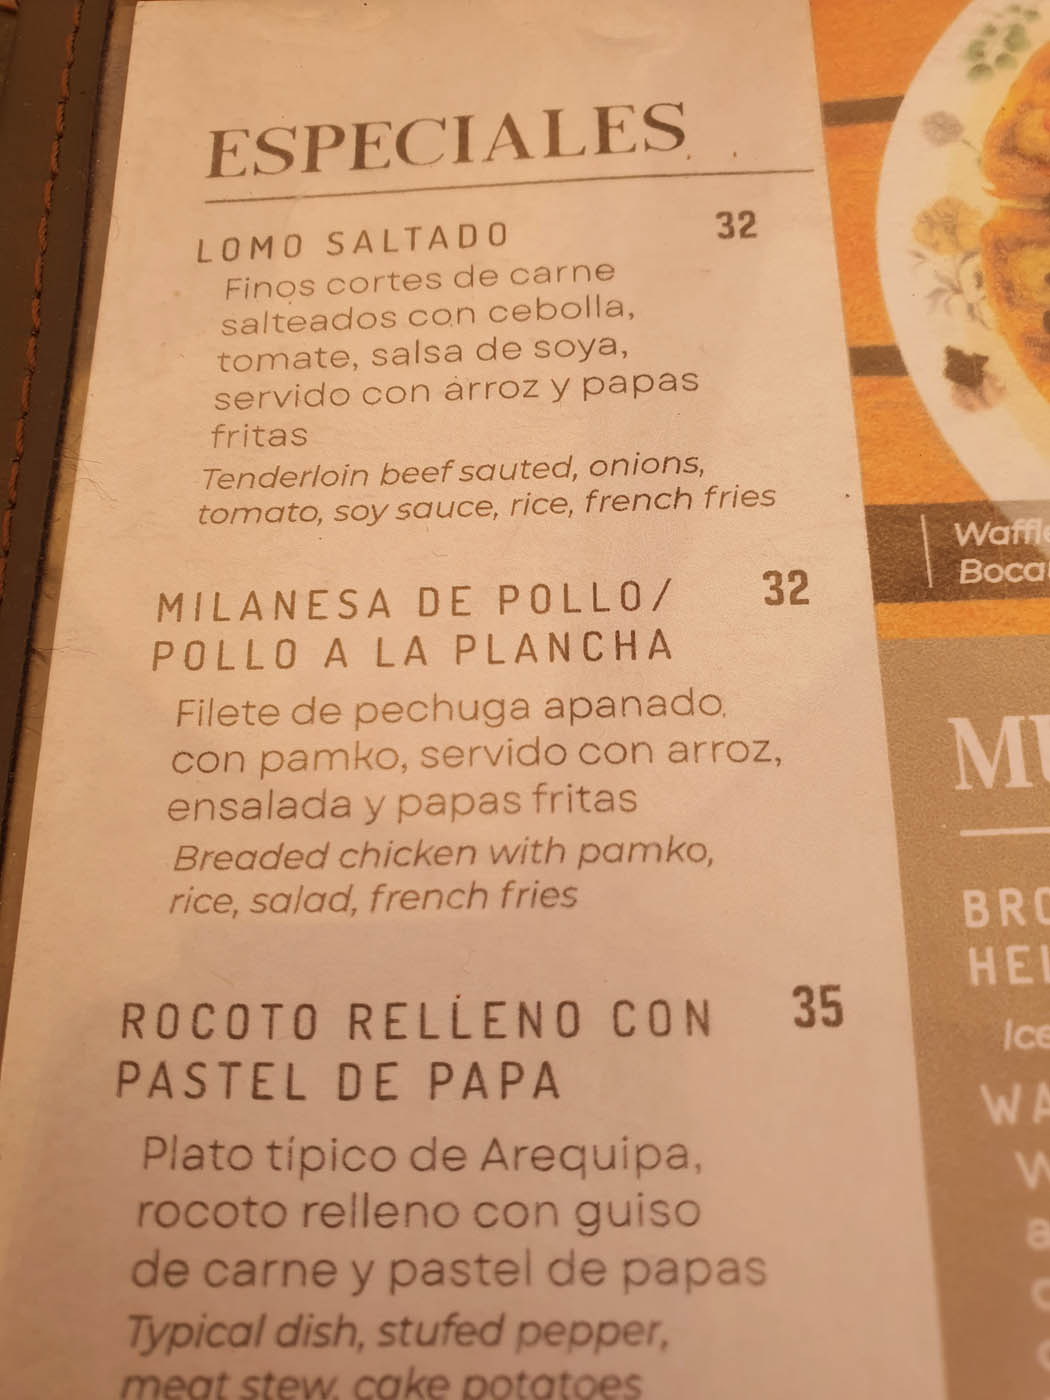 ESPECIALES
LOMO SALTADO 32
Finos cortes de carne
salteados con cebolla,
tomate, salsa de soya,
servido con arroz y papas
fritas
Tenderloin beef sauted, onions,
tomato, soy sauce, rice, french fries
MILANESA DE POLLO/ 32
POLLO A LA PLANCHA
Filete de pechuga apanado
con pamko, servido con arroz,
ensalada y papas fritas
Breaded chicken with pamko,
rice, salad, french fries
ROCOTO RELLENO CON 35
PASTEL DE PAPA
Plato típico de Arequipa,
rocoto relleno con guiso
de carne y pastel de papas
Typical dish, stufed pepper,
meat stew, cake potatoes